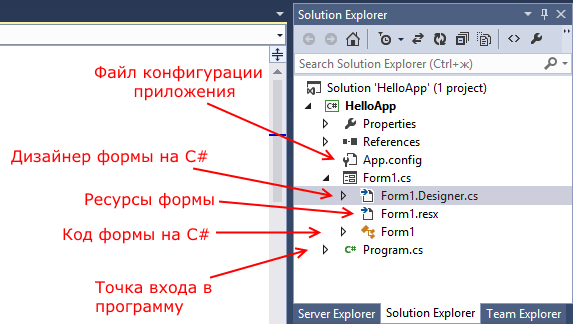 Solution Explorer
Search Solution Explorer (Ctrl+ж)
Solution 'HelloApp' (1 project)
C# HelloApp
Properties
References
App.config
Form1.cs
Form1.Designer.cs
Form1.resx
Form1
C# Program.cs
Server Explorer
Solution Explorer
Team Explorer
Файл конфигурации
приложения
Дизайнер формы на C#
Ресурсы формы
Код формы на C#
Точка входа в
программу